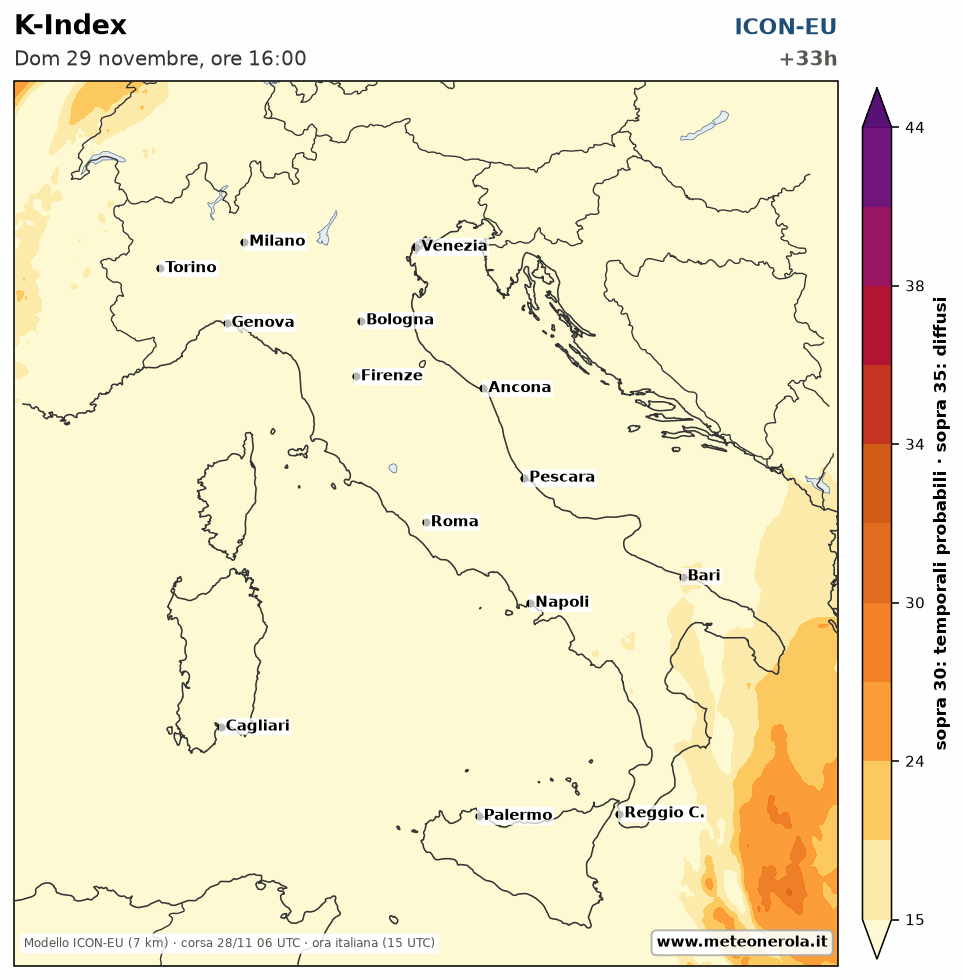 K-Index
ICON-EU
Dom 29 novembre, ore 16:00
+33h
Milano
Venezia
Torino
Genova
Bologna
Firenze
Ancona
Pescara
Roma
Bari
Napoli
Cagliari
Palermo
Reggio C.
44
38
34
30
24
15
sopra 30: temporali probabili · sopra 35: diffusi
Modello ICON-EU (7 km) · corsa 28/11 06 UTC · ora italiana (15 UTC)
www.meteonerola.it